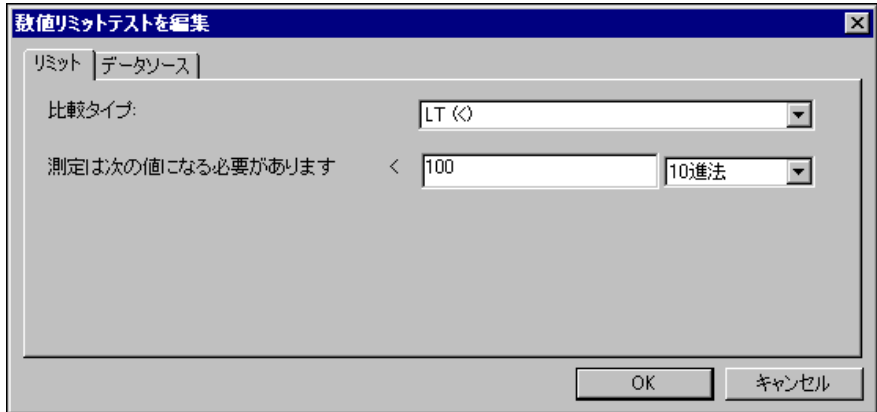 数値リミットテストを編集
リミット データソース
比較タイプ: LT (<)
測定は次の値になる必要があります < 100 10進法
OK キャンセル